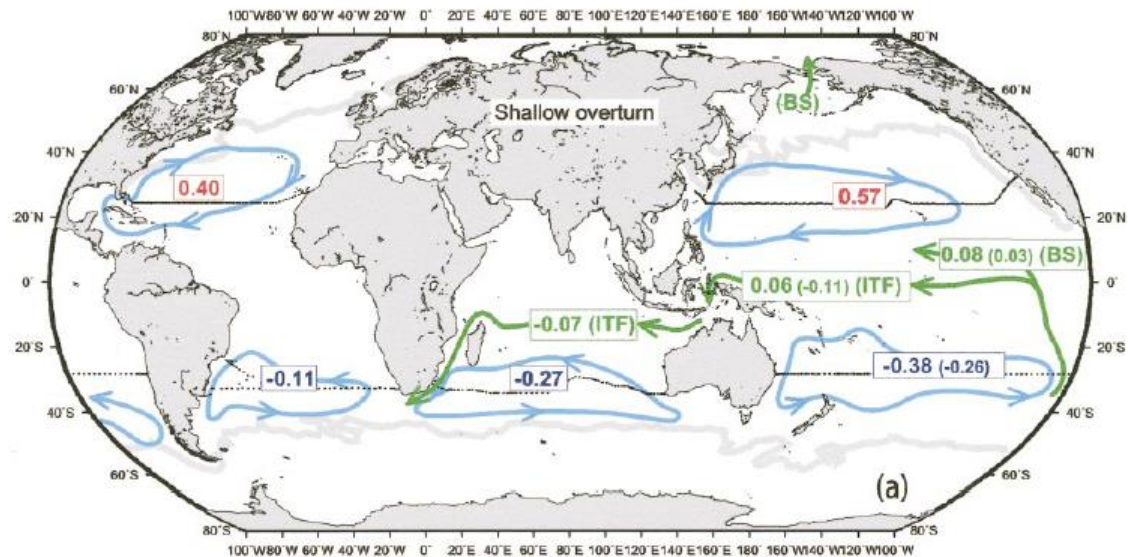 100°W 80°W 60°W 40°W 20°W 0° 20°E 40°E 60°E 80°E 100°E 120°E 140°E 160°E 180° 160°W 140°W 120°W 100°W
80°N 80°N
(BS)
60°N 60°N
Shallow overturn
40°N 40°N
0.40 0.57
20°N 20°N
0.08 (0.03) (BS)
0° 0.06 (-0.11) (ITF) 0°
-0.07 (ITF)
20°S 20°S
-0.11 -0.27 -0.38 (-0.26)
40°S 40°S
60°S 60°S
(a)
80°S 80°S
100°W 80°W 60°W 40°W 20°W 0° 20°E 40°E 60°E 80°E 100°E 120°E 140°E 160°E 180° 160°W 140°W 120°W 100°W